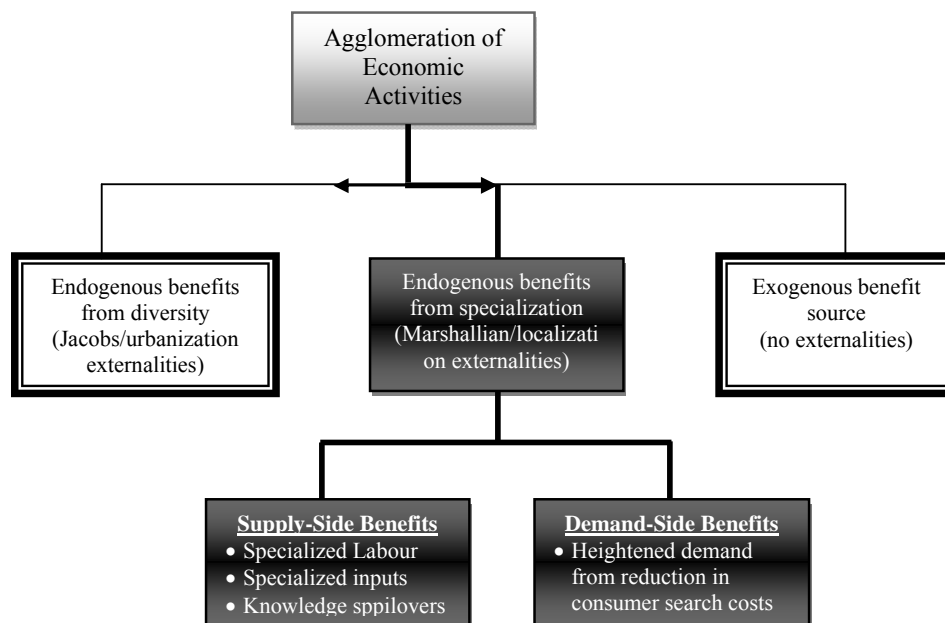 Agglomeration of
Economic
Activities
Endogenous benefits
from diversity
(Jacobs/urbanization
externalities)
Endogenous benefits
from specialization
(Marshallian/localizati
on externalities)
Exogenous benefit
source
(no externalities)
Supply-Side Benefits
• Specialized Labour
• Specialized inputs
• Knowledge sppilovers
Demand-Side Benefits
• Heightened demand
from reduction in
consumer search costs